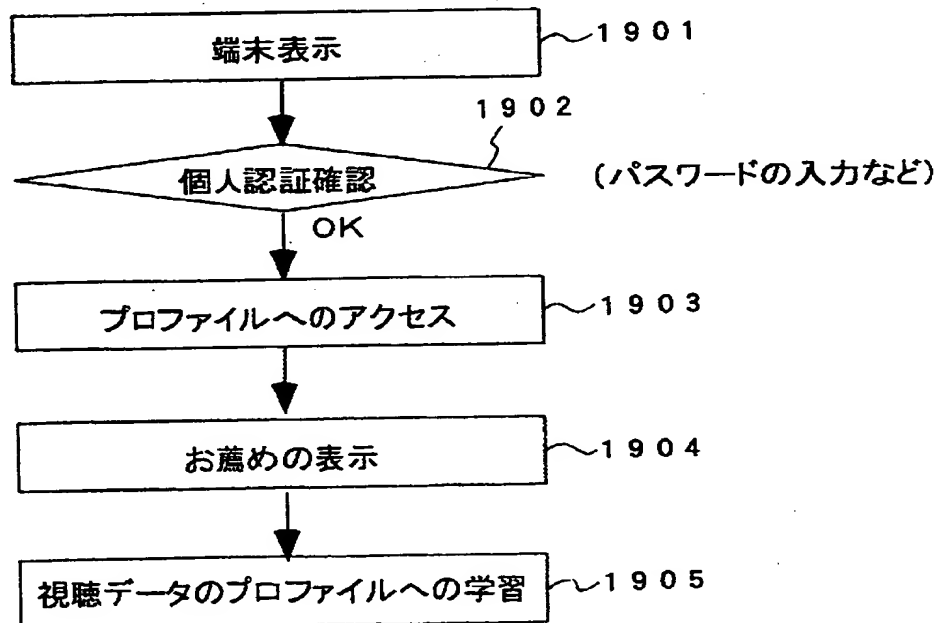 端末表示
1901
1902
個人認証確認
(パスワードの入力など)
OK
プロファイルへのアクセス
1903
お薦めの表示
1904
視聴データのプロファイルへの学習
1905